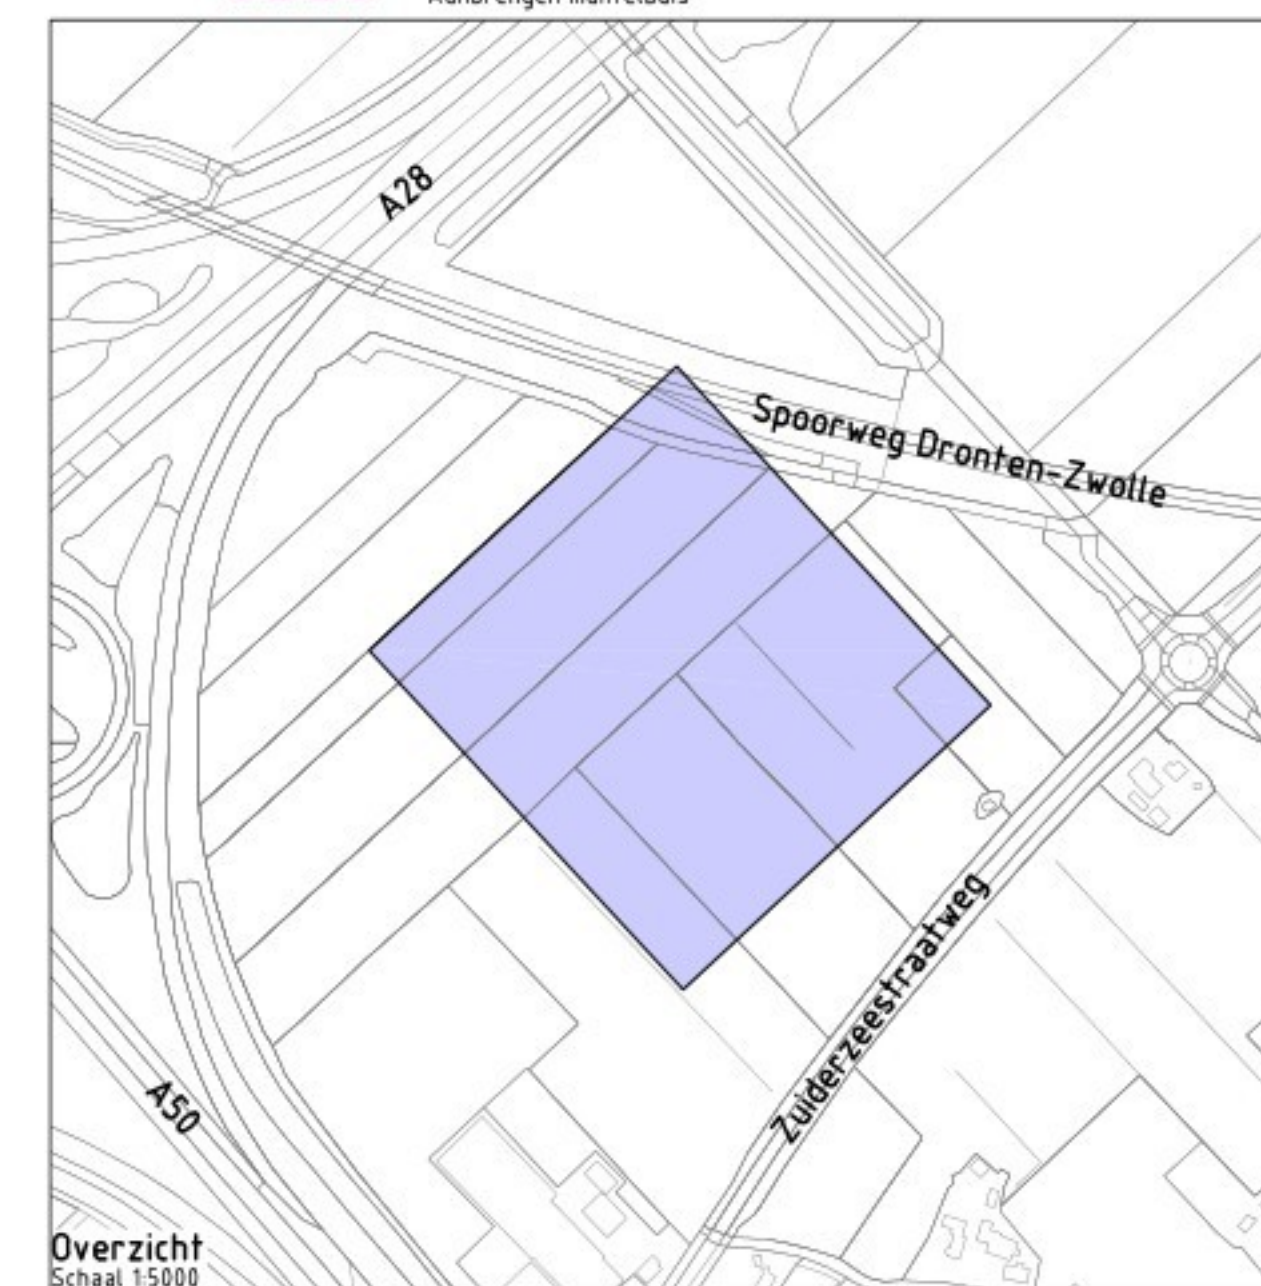 A28
Spoorweg Dronten-Zwolle
Zuiderzeestraatweg
A50
Overzicht
Schaal 1:5000